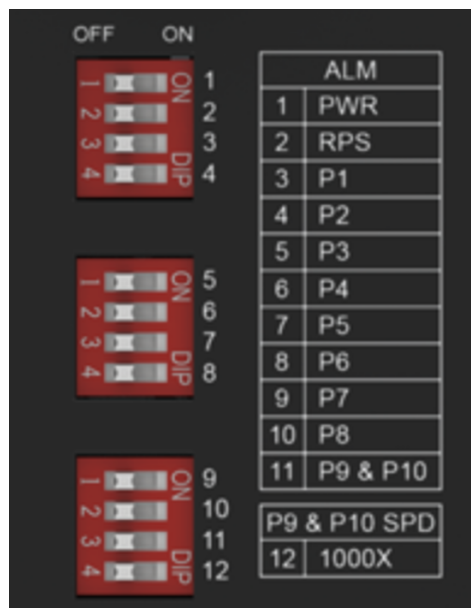 OFF ON
1 ON 1
2 2
3 3
4 DIP 4
1 ON 5
2 6
3 7
4 DIP 8
1 ON 9
2 10
3 11
4 DIP 12
ALM
1 PWR
2 RPS
3 P1
4 P2
5 P3
6 P4
7 P5
8 P6
9 P7
10 P8
11 P9 & P10
P9 & P10 SPD
12 1000X